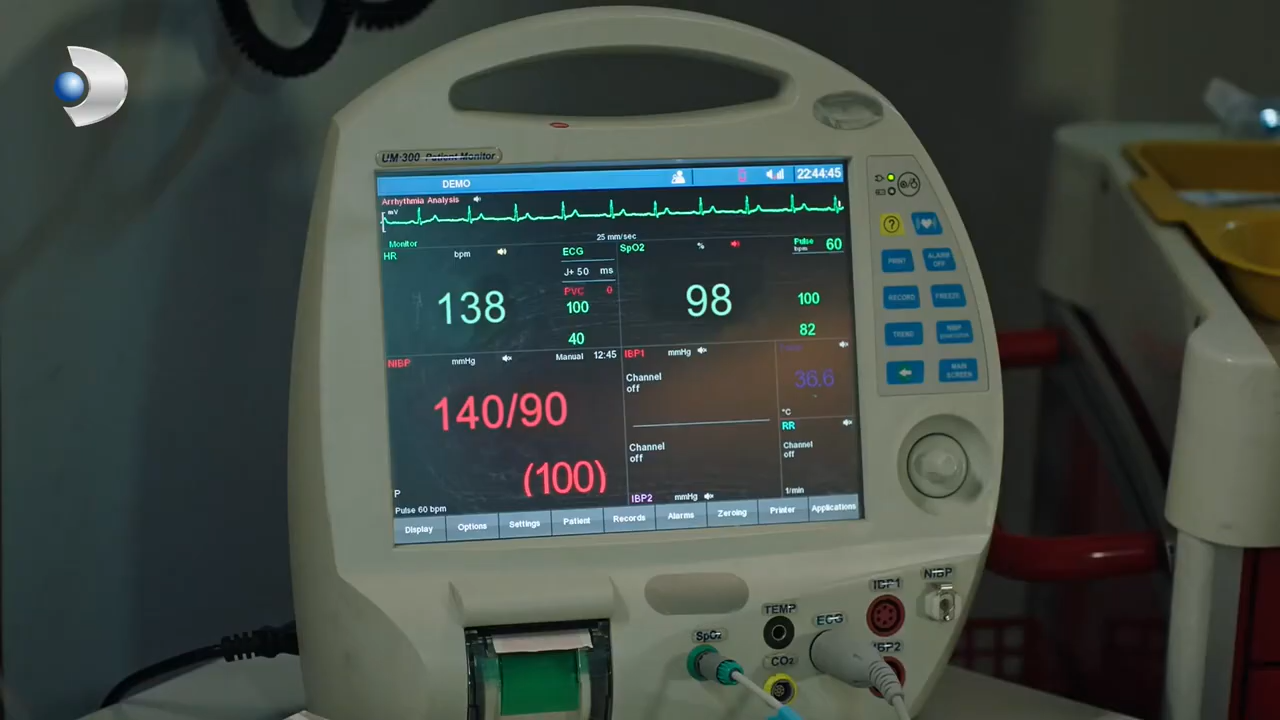 UM-300 Patient Monitor
DEMO
22:44:45
Arrhythmia Analysis
mV
25 mm/sec
Monitor
HR
bpm
ECG
J+ 50 ms
PVC 0
100
40
138
SpO2
%
Pulse
bpm
60
98
100
82
NIBP
mmHg
Manual 12:45
140/90
(100)
P
Pulse 60 bpm
IBP1 mmHg
Channel
off
Channel
off
IBP2 mmHg
36.6
°C
RR
Channel
off
1/min
Display Options Settings Patient Records Alarms Zeroing Printer Applications
?
PRINT
ALARM
OFF
RECORD
FREEZE
TREND
NIBP
MAIN
SCREEN
SpO2
TEMP
CO2
ECG
IBP1
NIBP
IBP2